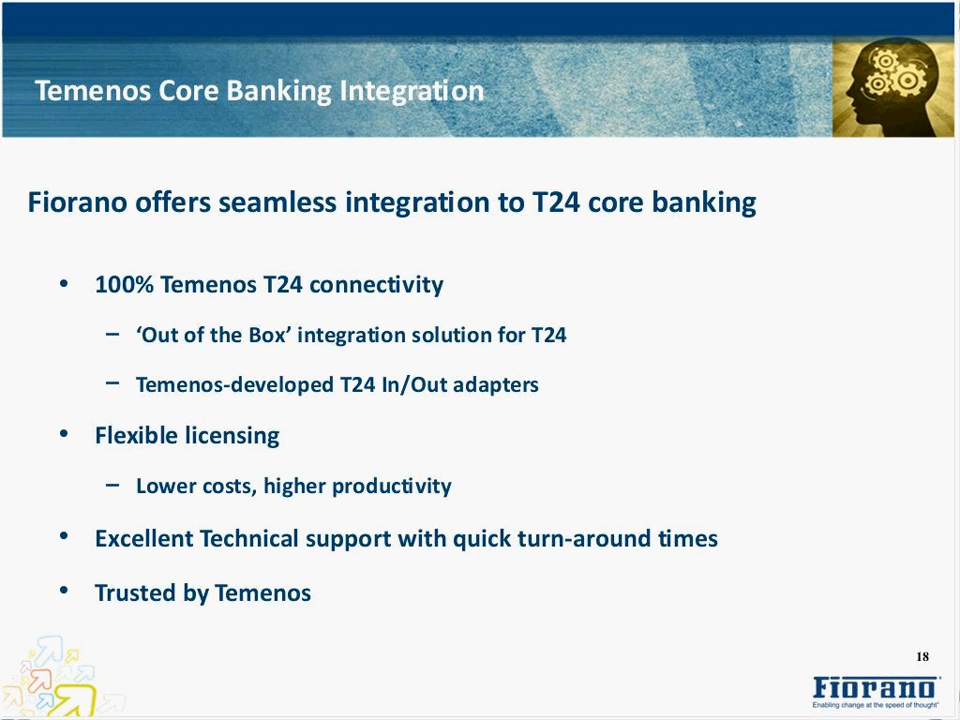 Temenos Core Banking Integration
Fiorano offers seamless integration to T24 core banking
• 100% Temenos T24 connectivity
– ‘Out of the Box’ integration solution for T24
– Temenos-developed T24 In/Out adapters
• Flexible licensing
– Lower costs, higher productivity
• Excellent Technical support with quick turn-around times
• Trusted by Temenos
18
Fiorano
Enabling change at the speed of thought